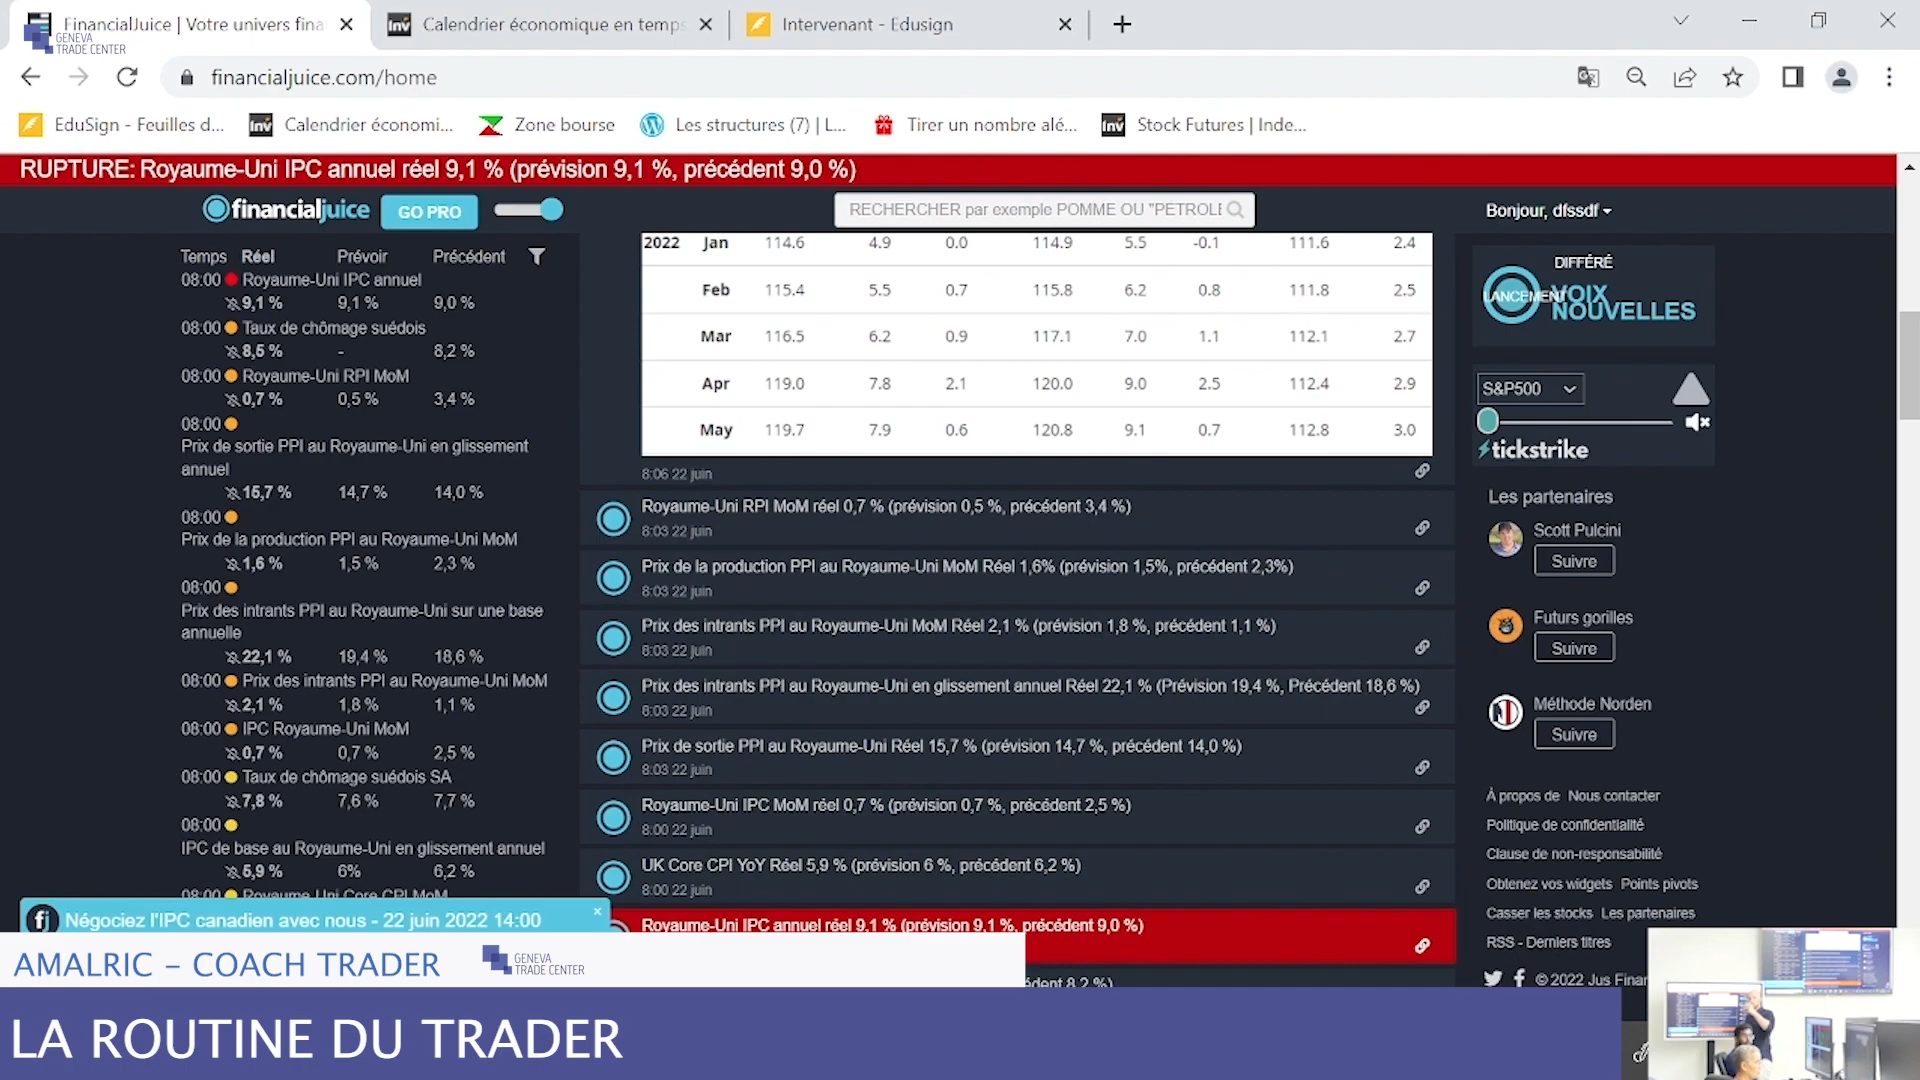 FinancialJuice | Votre univers fina
Calendrier économique en temps
Intervenant - Edusign
GENEVA
TRADE CENTER
financialjuice.com/home
EduSign - Feuilles d...
Calendrier économi...
Zone bourse
Les structures (7) | L...
Tirer un nombre alé...
Stock Futures | Inde...
RUPTURE: Royaume-Uni IPC annuel réel 9,1 % (prévision 9,1 %, précédent 9,0 %)
financialjuice
GO PRO
RECHERCHER par exemple POMME OU "PÉTROLE
Bonjour, dfssdf
Temps Réel Prévoir Précédent
08:00 Royaume-Uni IPC annuel
9,1 % 9,1 % 9,0 %
08:00 Taux de chômage suédois
8,5 % - 8,2 %
08:00 Royaume-Uni RPI MoM
0,7 % 0,5 % 3,4 %
08:00
Prix de sortie PPI au Royaume-Uni en glissement
annuel
15,7 % 14,7 % 14,0 %
08:00
Prix de la production PPI au Royaume-Uni MoM
1,6 % 1,5 % 2,3 %
08:00
Prix des intrants PPI au Royaume-Uni sur une base
annuelle
22,1 % 19,4 % 18,6 %
08:00 Prix des intrants PPI au Royaume-Uni MoM
2,1 % 1,8 % 1,1 %
08:00 IPC Royaume-Uni MoM
0,7 % 0,7 % 2,5 %
08:00 Taux de chômage suédois SA
7,8 % 7,6 % 7,7 %
08:00
IPC de base au Royaume-Uni en glissement annuel
5,9 % 6% 6,2 %
08:00 Royaume-Uni Core CPI MoM
fj Négociez l'IPC canadien avec nous - 22 juin 2022 14:00
2022 Jan 114.6 4.9 0.0 114.9 5.5 -0.1 111.6 2.4
Feb 115.4 5.5 0.7 115.8 6.2 0.8 111.8 2.5
Mar 116.5 6.2 0.9 117.1 7.0 1.1 112.1 2.7
Apr 119.0 7.8 2.1 120.0 9.0 2.5 112.4 2.9
May 119.7 7.9 0.6 120.8 9.1 0.7 112.8 3.0
8:06 22 juin
Royaume-Uni RPI MoM réel 0,7 % (prévision 0,5 %, précédent 3,4 %)
8:03 22 juin
Prix de la production PPI au Royaume-Uni MoM Réel 1,6% (prévision 1,5%, précédent 2,3%)
8:03 22 juin
Prix des intrants PPI au Royaume-Uni MoM Réel 2,1 % (prévision 1,8 %, précédent 1,1 %)
8:03 22 juin
Prix des intrants PPI au Royaume-Uni en glissement annuel Réel 22,1 % (Prévision 19,4 %, Précédent 18,6 %)
8:03 22 juin
Prix de sortie PPI au Royaume-Uni Réel 15,7 % (prévision 14,7 %, précédent 14,0 %)
8:03 22 juin
Royaume-Uni IPC MoM réel 0,7 % (prévision 0,7 %, précédent 2,5 %)
8:00 22 juin
UK Core CPI YoY Réel 5,9 % (prévision 6 %, précédent 6,2 %)
8:00 22 juin
Royaume-Uni IPC annuel réel 9,1 % (prévision 9,1 %, précédent 9,0 %)
édent 8,2 %)
DIFFÉRÉ
LANCEMENT
VOIX
NOUVELLES
S&P500
tickstrike
Les partenaires
Scott Pulcini
Suivre
Futurs gorilles
Suivre
Méthode Norden
Suivre
À propos de Nous contacter
Politique de confidentialité
Clause de non-responsabilité
Obtenez vos widgets Points pivots
Casser les stocks Les partenaires
RSS - Derniers titres
© 2022 Jus Finan
AMALRIC – COACH TRADER
GENEVA
TRADE CENTER
LA ROUTINE DU TRADER